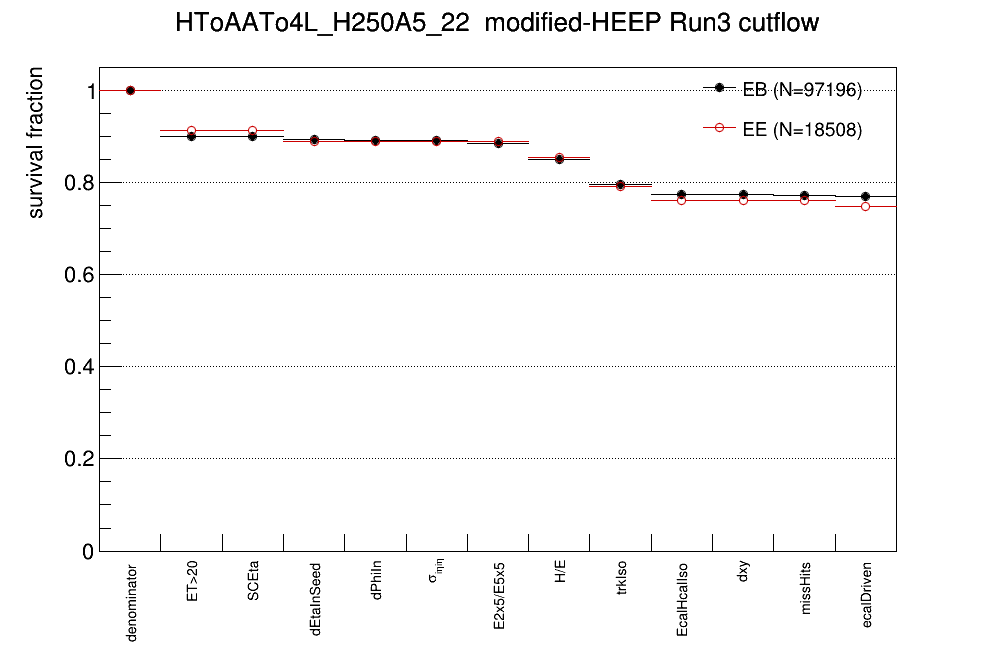 HToAATo4L_H250A5_22 modified-HEEP Run3 cutflow
survival fraction
EB (N=97196)
EE (N=18508)
1
0.8
0.6
0.4
0.2
0
denominator
ET>20
SCEta
dEtaInSeed
dPhiIn
σiηiη
E2x5/E5x5
H/E
trkIso
EcalHcalIso
dxy
missHits
ecalDriven